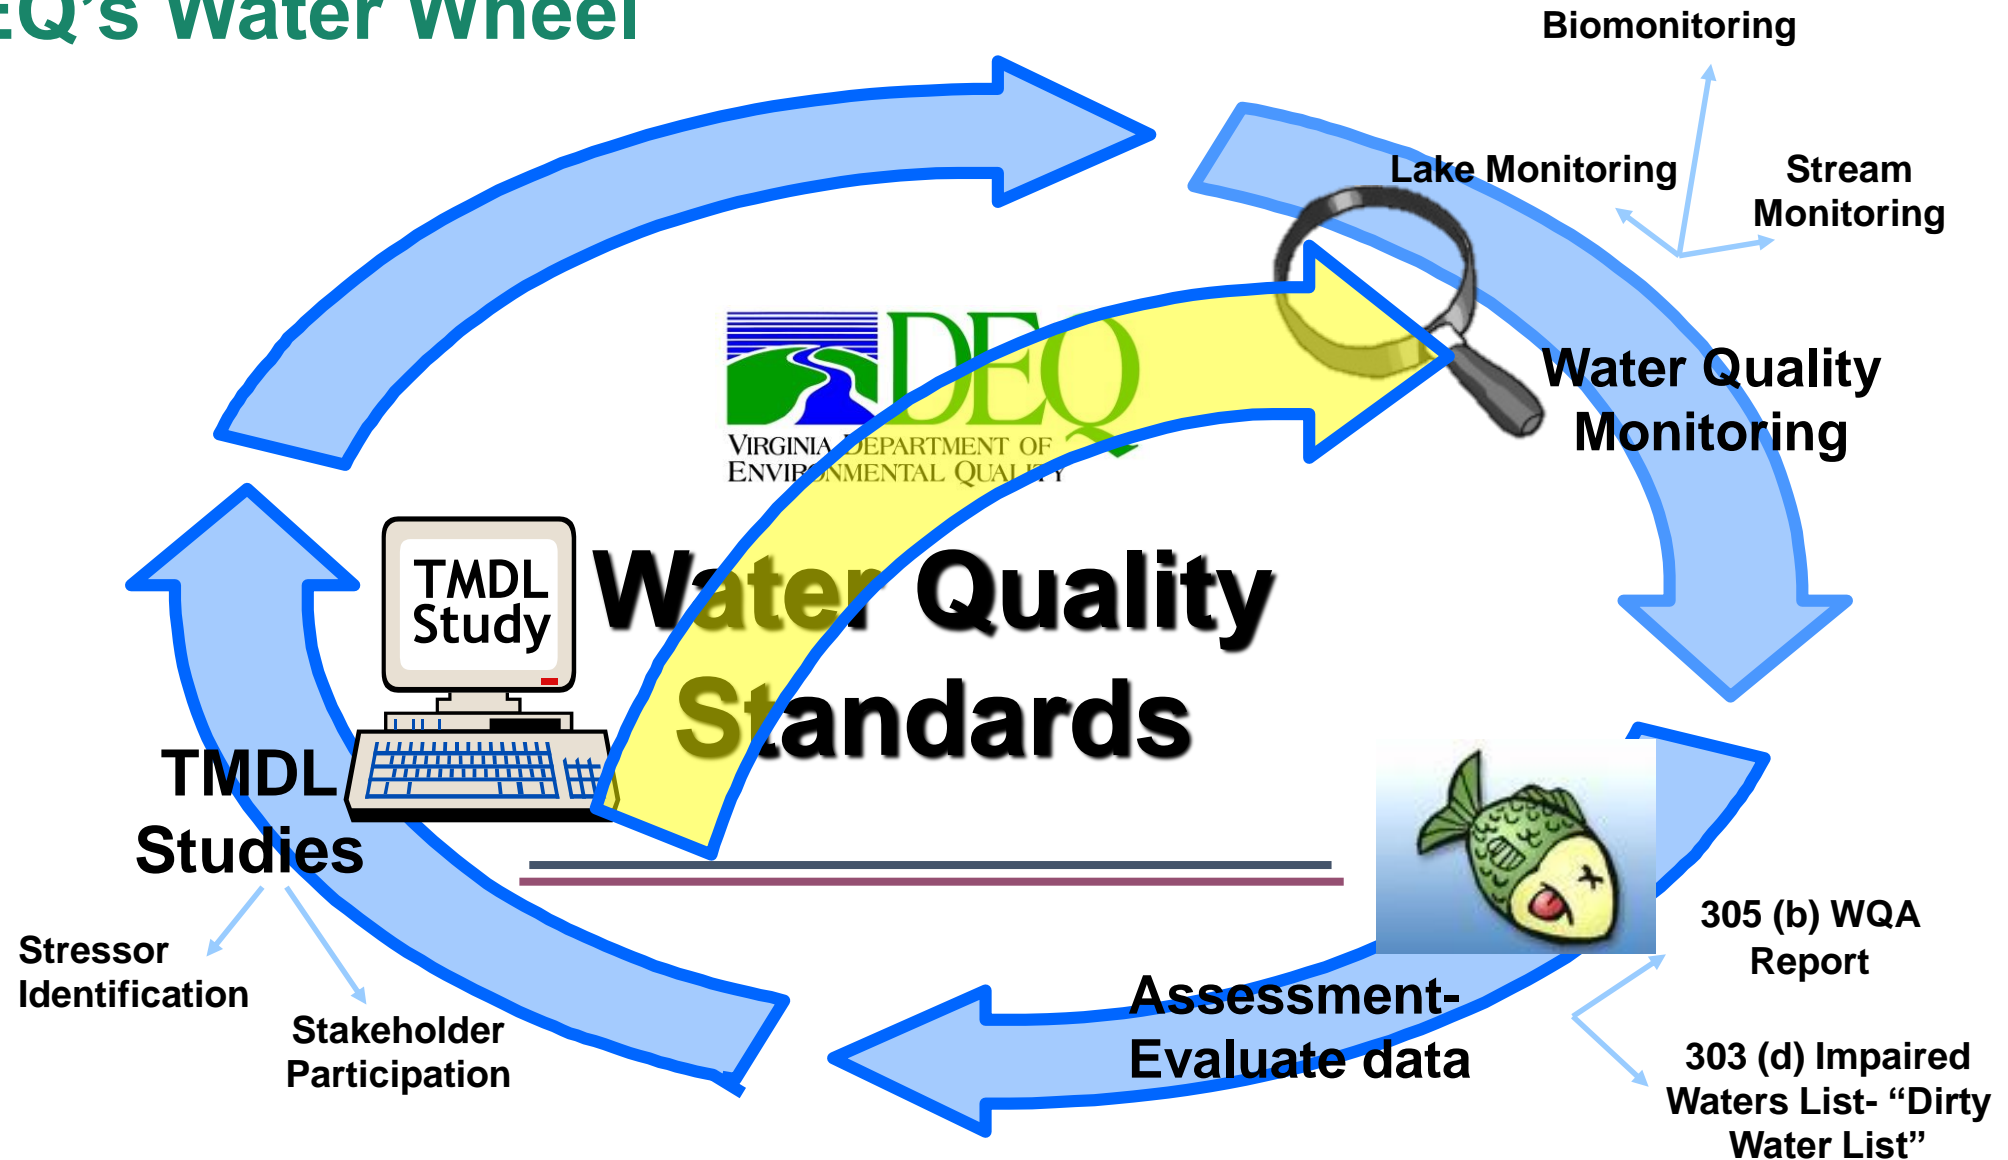 EQ's Water Wheel
Biomonitoring
Lake Monitoring
Stream
Monitoring
Water Quality
Monitoring
DEQ
VIRGINIA DEPARTMENT OF
ENVIRONMENTAL QUALITY
TMDL
Study
Water Quality
Standards
TMDL
Studies
Stressor
Identification
Stakeholder
Participation
Assessment-
Evaluate data
305 (b) WQA
Report
303 (d) Impaired
Waters List- “Dirty
Water List”